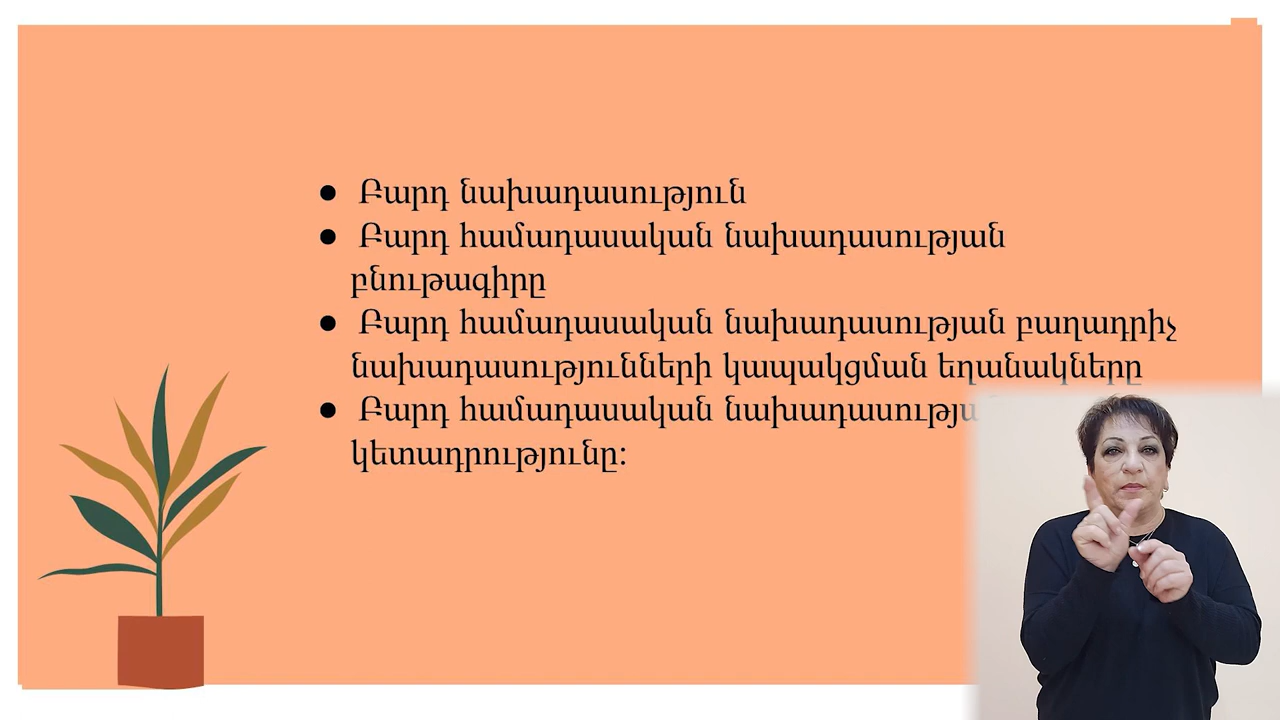 ● Բարդ նախադասություն
● Բարդ համադասական նախադասության
բնութագիրը
● Բարդ համադասական նախադասության բաղադրիչ
նախադասությունների կապակցման եղանակները
● Բարդ համադասական
կետադրությունը: